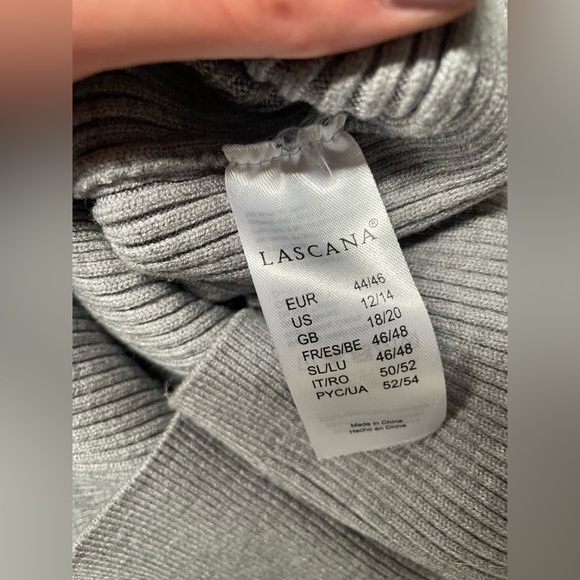 LASCANA®
EUR 44/46
US 12/14
GB 18/20
FR/ES/BE 46/48
SL/LU 46/48
IT/RO 50/52
PYC/UA 52/54
Made in China
Hecho en China